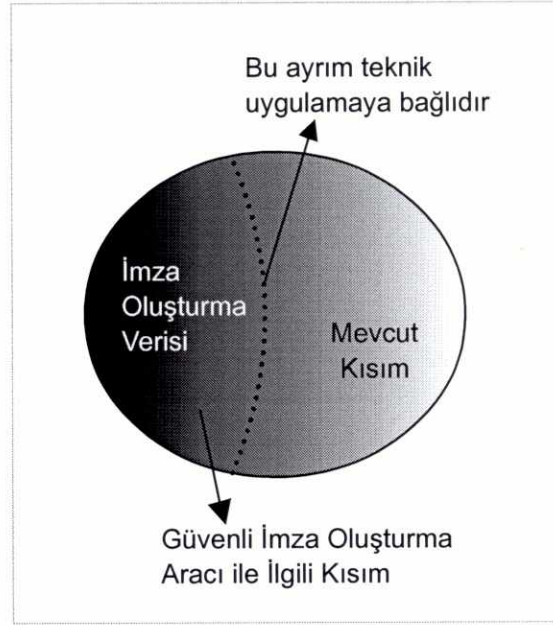 Bu ayrım teknik
uygulamaya bağlıdır
İmza
Oluşturma
Verisi
Mevcut
Kısım
Güvenli İmza Oluşturma
Aracı ile İlgili Kısım